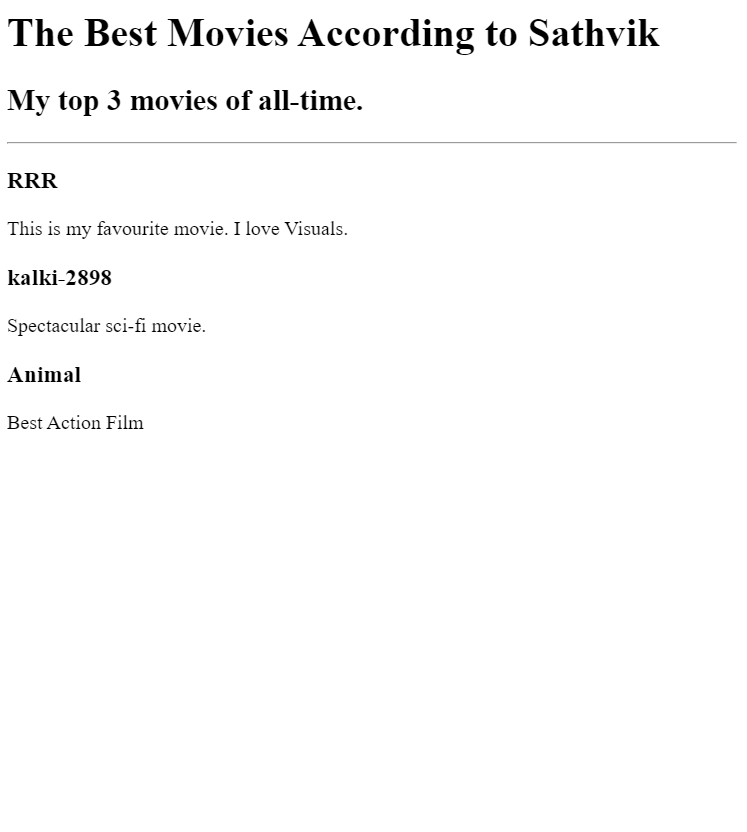 The Best Movies According to Sathvik
My top 3 movies of all-time.
RRR
This is my favourite movie. I love Visuals.
kalki-2898
Spectacular sci-fi movie.
Animal
Best Action Film